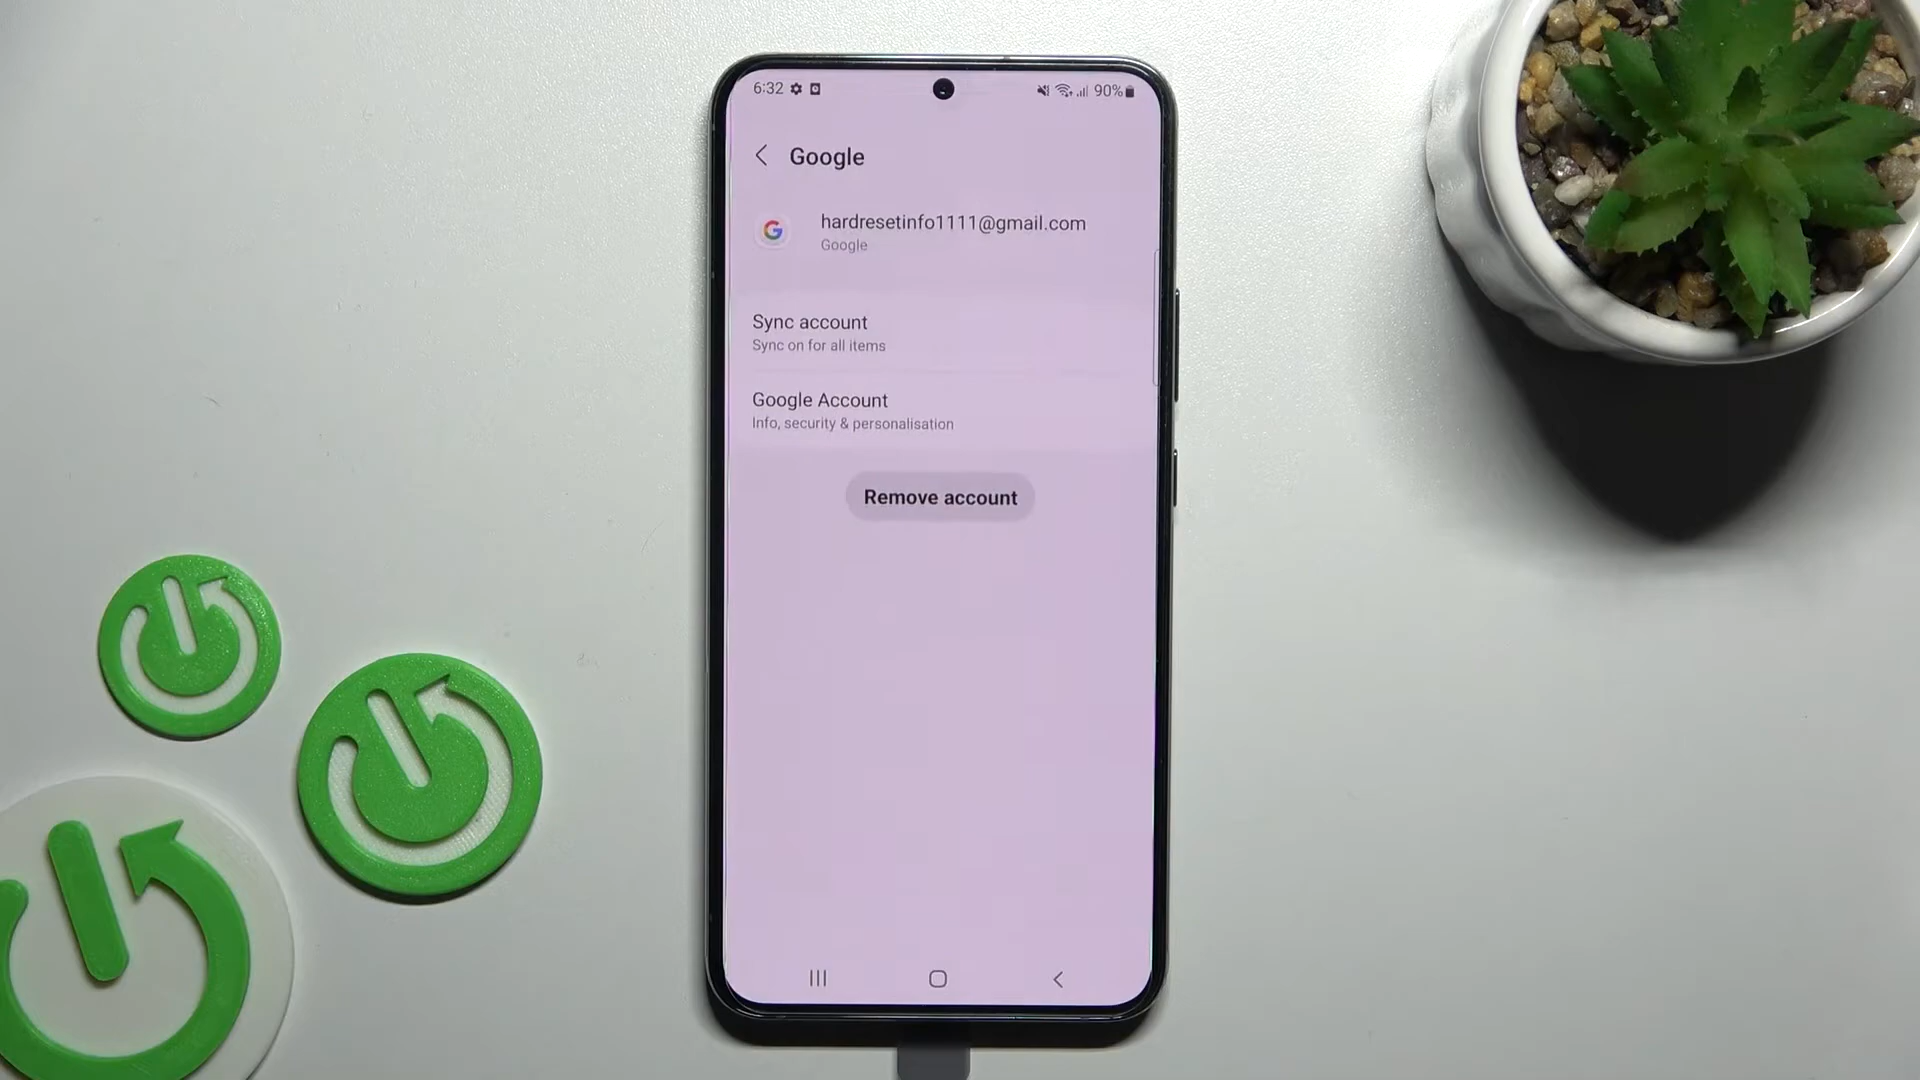 6:32
90%
Google
hardresetinfo1111@gmail.com
Google
Sync account
Sync on for all items
Google Account
Info, security & personalisation
Remove account